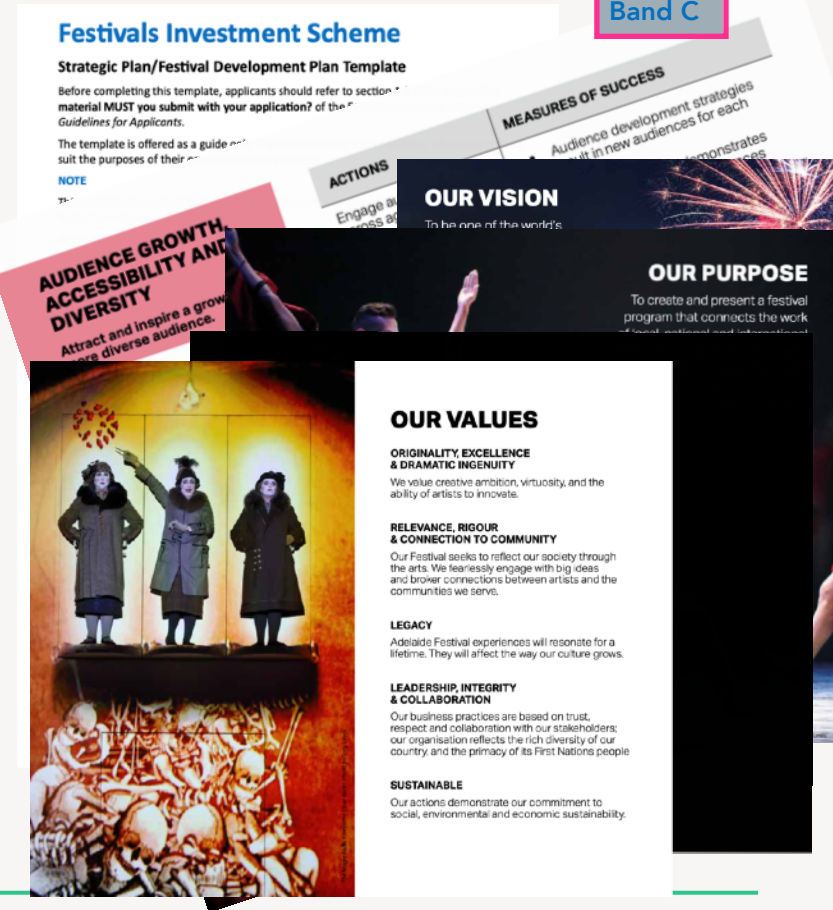 Band C
Festivals Investment Scheme
Strategic Plan/Festival Development Plan Template
Before completing this template, applicants should refer to section
material MUST you submit with your application? of the
Guidelines for Applicants.
The template is offered as a guide
suit the purposes of their
NOTE
ACTIONS
Engage
MEASURES OF SUCCESS
Audience development strategies
in new audiences for each
AUDIENCE GROWTH,
ACCESSIBILITY AND
DIVERSITY
Attract and inspire a
more diverse audience.
OUR VISION
To be one of the world's
OUR PURPOSE
To create and present a festival
program that connects the work
of local, national and international
OUR VALUES
ORIGINALITY, EXCELLENCE
& DRAMATIC INGENUITY
We value creative ambition, virtuosity, and the
ability of artists to innovate.
RELEVANCE, RIGOUR
& CONNECTION TO COMMUNITY
Our Festival seeks to reflect our society through
the arts. We fearlessly engage with big ideas
and broker connections between artists and the
communities we serve.
LEGACY
Adelaide Festival experiences will resonate for a
lifetime. They will affect the way our culture grows.
LEADERSHIP, INTEGRITY
& COLLABORATION
Our business practices are based on trust,
respect and collaboration with our stakeholders;
our organisation reflects the rich diversity of our
country, and the primacy of its First Nations people
SUSTAINABLE
Our actions demonstrate our commitment to
social, environmental and economic sustainability.